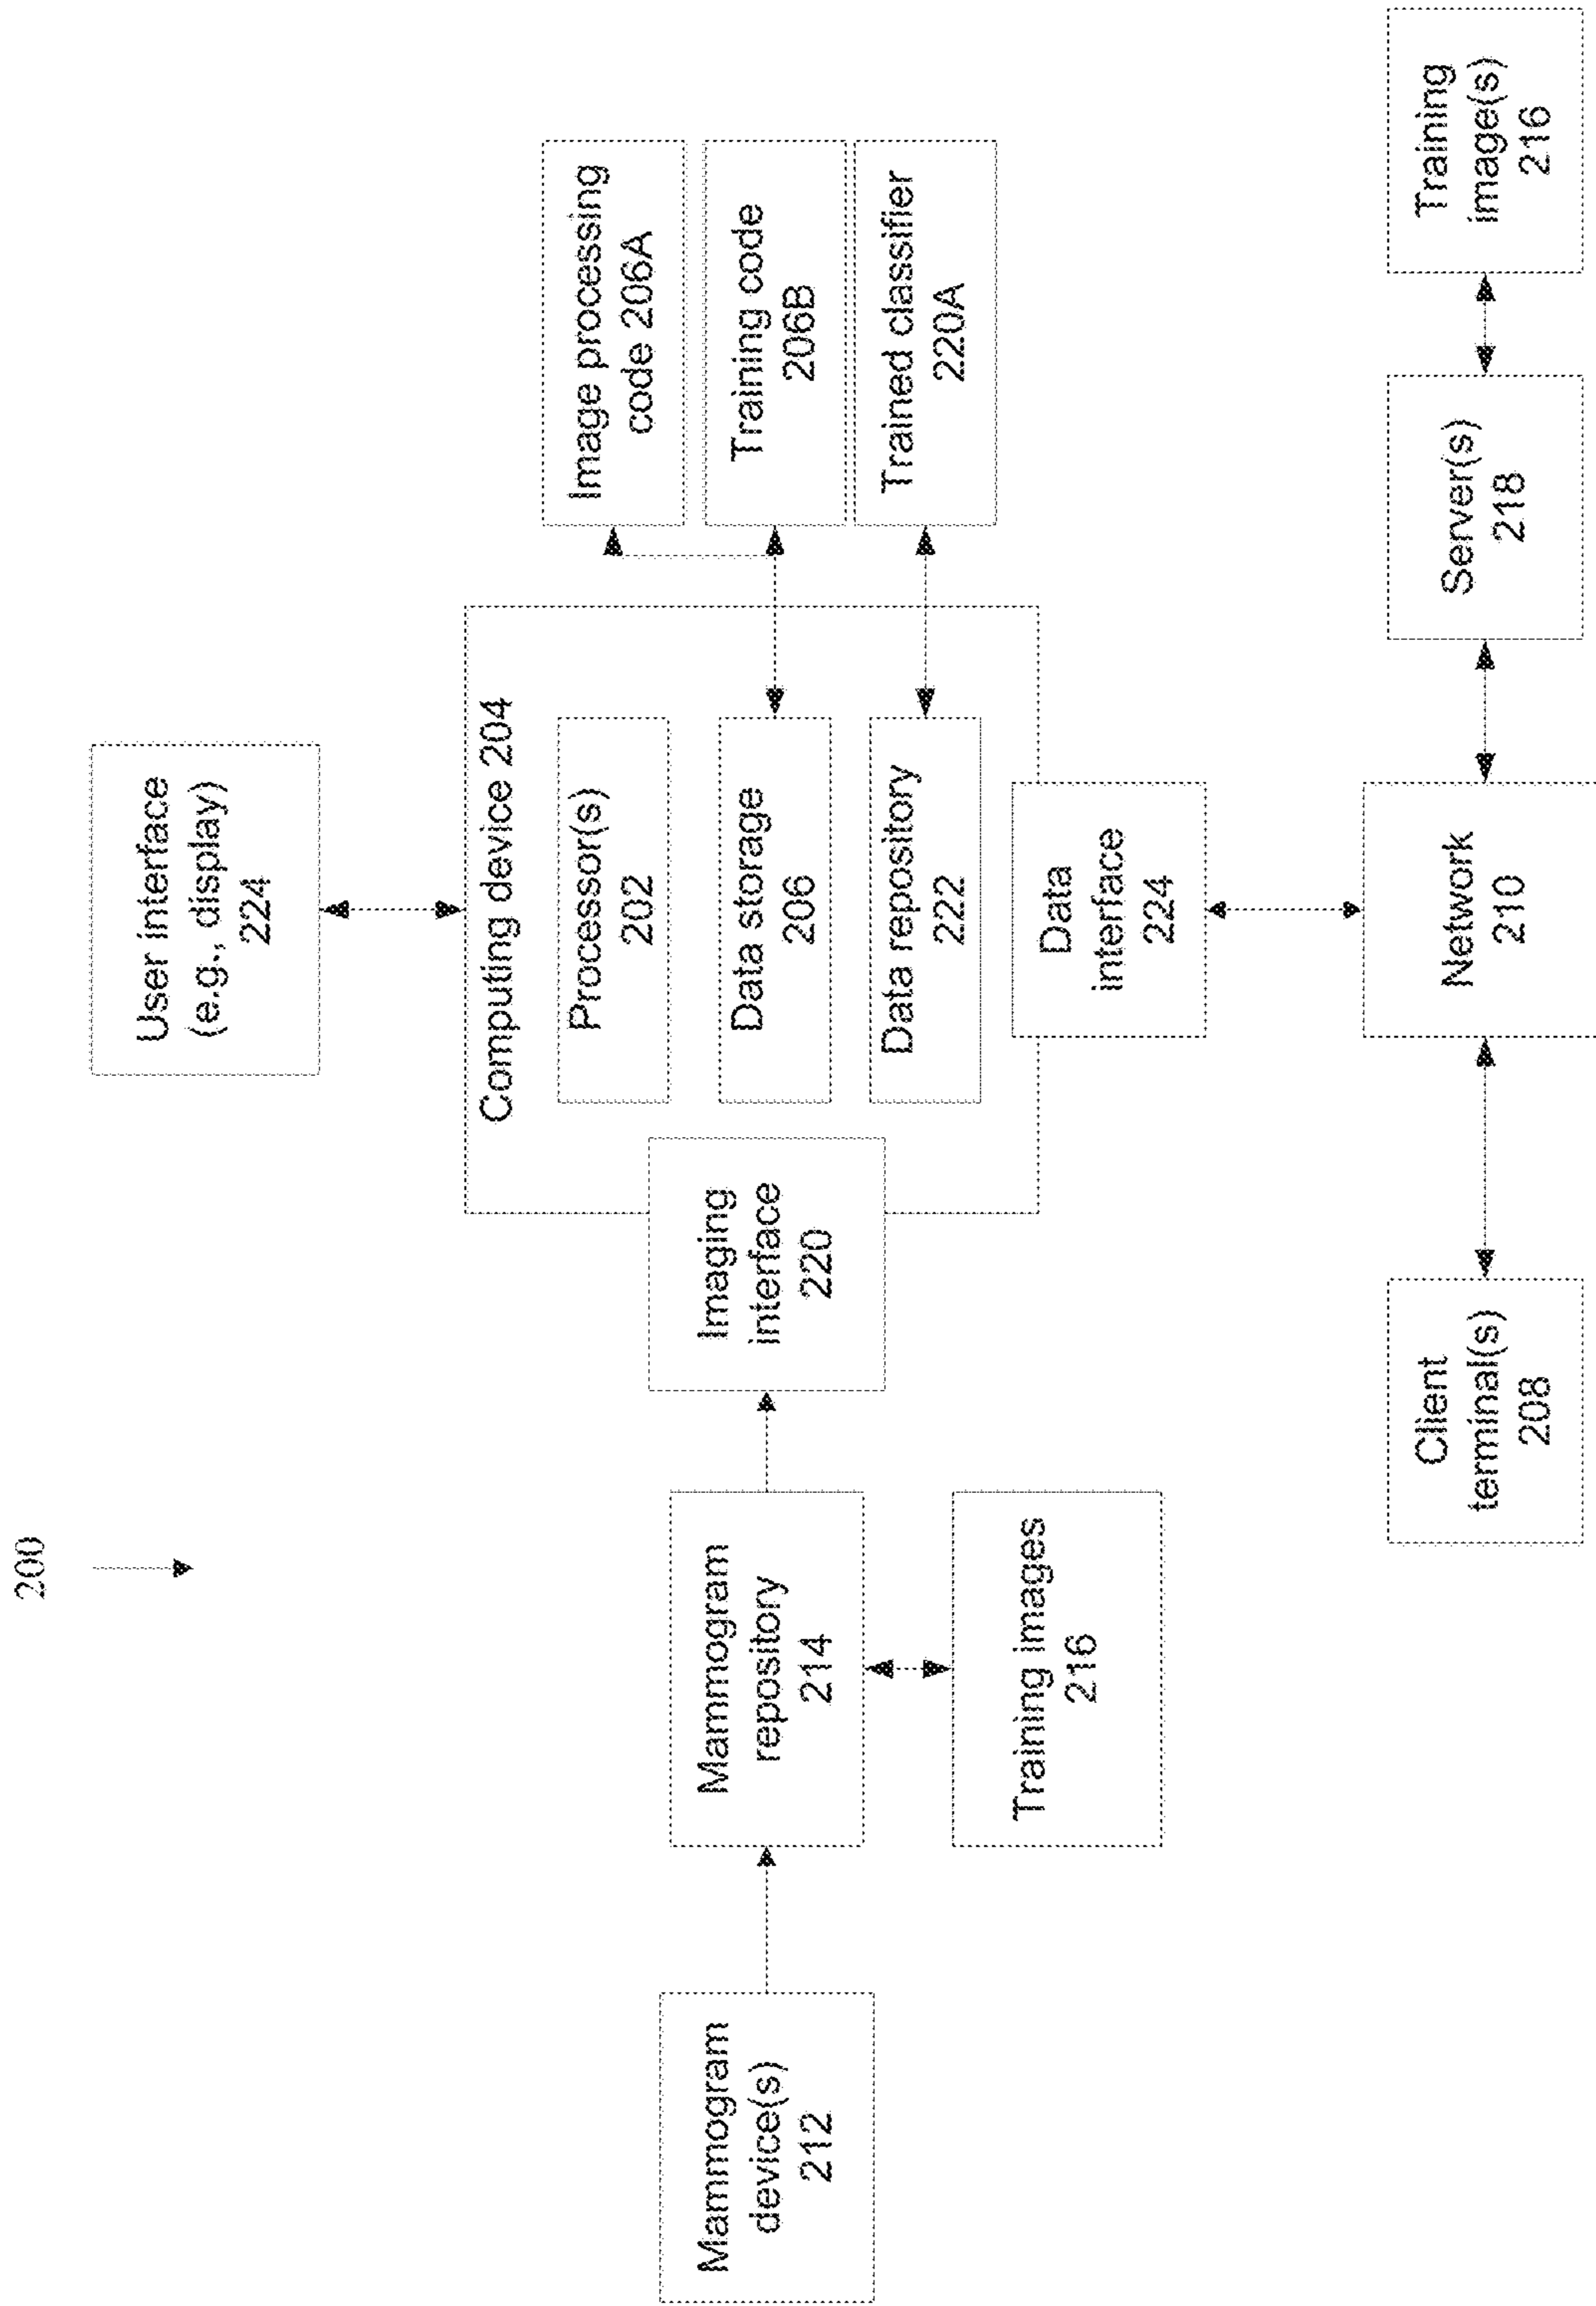 200
User interface
(e.g., display)
224
Computing device 204
Processor(s)
202
Data storage
206
Data repository
222
Image processing
code 206A
Training code
206B
Trained classifier
220A
Imaging
interface
220
Data
interface
224
Mammogram
device(s)
212
Mammogram
repository
214
Training images
216
Client
terminal(s)
208
Network
210
Server(s)
218
Training
image(s)
216